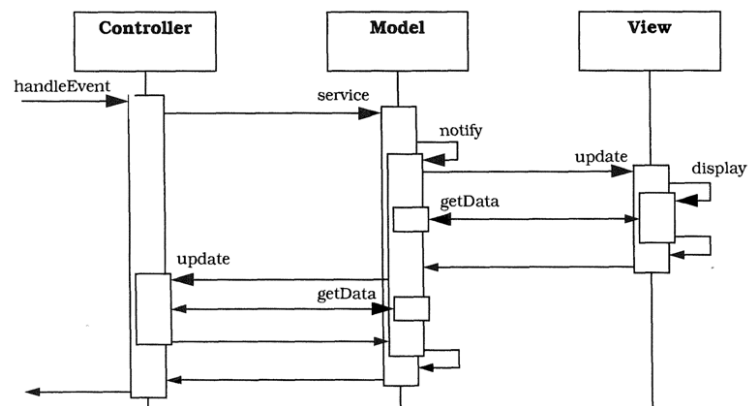 Controller
Model
View
handleEvent
service
notify
update
display
getData
update
getData